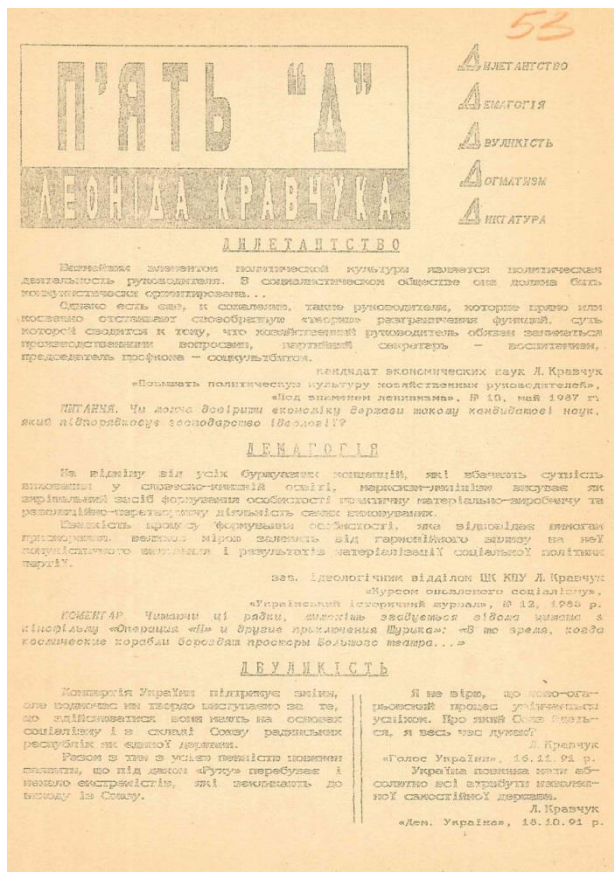 53
П'ЯТЬ "Д"
ЛЕОНІДА КРАВЧУКА
ДИЛЕТАНТСТВО
ДЕМАГОГІЯ
ДВУЛИКІСТЬ
ДОГМАТИЗМ
ДИКТАТУРА
ДИЛЕТАНТСТВО
Важнейшим элементом политической культуры является политическая
деятельность руководителя. В социалистическом обществе она должна быть
коммунистически ориентирована...
Однако есть еще, к сожалению, такие руководители, которые прямо или
косвенно отстаивают своеобразную «теорию» разграничения функций, суть
которой сводится к тому, что хозяйственный руководитель обязан заниматься
производственными вопросами, партийный секретарь – воспитанием,
председатель профкома – соцкультбытом.
кандидат экономических наук Л. Кравчук
«Повышать политическую культуру хозяйственных руководителей»,
«Под знаменем ленинизма», № 10, май 1987 г.
ПИТАННЯ. Чи можна довірити економіку держави такому кандидатові наук,
який підпорядковує господарство ідеології?
ДЕМАГОГІЯ
На відміну від усіх буржуазних концепцій, які вбачають сутність
виховання у словесно-книжній освіті, марксизм-ленінізм висуває як
вирішальний засіб формування особистості практичну матеріально-виробничу та
революційно-перетворюючу діяльність самих виховуваних.
процесу формування особистості, яка відповідає вимогам
прискорення, великою мірою залежить від гармонійного впливу на неї
комуністичного виховання і результатів матеріалізації соціальної політики
партії.
зав. ідеологічним відділом ЦК КПУ Л. Кравчук
«Курсом оновленого соціалізму»,
«Український історичний журнал», № 12, 1988 р.
КОМЕНТАР Читаючи ці рядки, мимохіть згадується відома цитата з
кінофільму «Операция «Ы» и другие приключения Шурика»: «В то время, когда
космические корабли бороздят просторы Большого театра...»
ДВУЛИКІСТЬ
Компартія України підтримує зміни,
але водночас ми твердо виступаємо за те,
що здійснюватися вони мають на основах
соціалізму і в складі Союзу радянських
республік як єдиної держави.
Разом з тим з усією певністю повинен
заявити, що під дахом «Руху» перебуває і
чимало екстремістів, які закликають до
виходу із Союзу.
Я не вірю, що ново-ога-
рьовский процес увінчається
успіхом. Про який Союз йдеть-
ся, я весь час думаю?
Л. Кравчук
«Голос України», 16.11.91 р.
Україна повинна мати аб-
солютно всі атрибути незалеж-
ної самостійної держави.
Л. Кравчук
«Дем. Україна», 18.10.91 р.